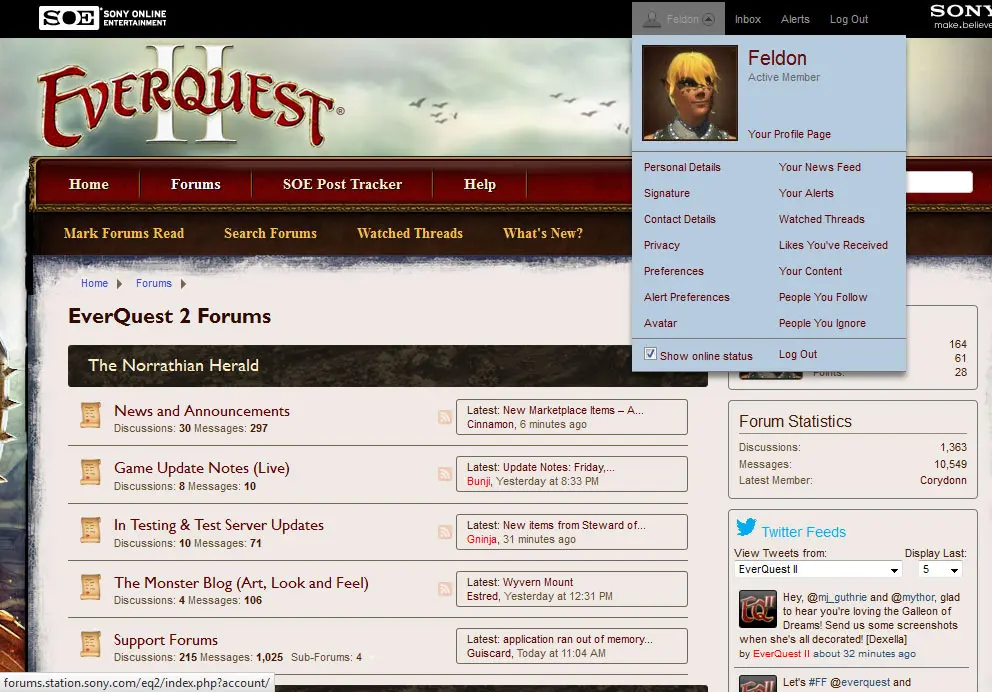 SOE SONY ONLINE
ENTERTAINMENT
Feldon Inbox Alerts Log Out
SONY
make.believe
EVERQUEST II ®
Feldon
Active Member
Your Profile Page
Personal Details Your News Feed
Signature Your Alerts
Contact Details Watched Threads
Privacy Likes You've Received
Preferences Your Content
Alert Preferences People You Follow
Avatar People You Ignore
Show online status Log Out
Home Forums SOE Post Tracker Help
Mark Forums Read Search Forums Watched Threads What's New?
Home Forums
EverQuest 2 Forums
The Norrathian Herald
News and Announcements
Discussions: 30 Messages: 297
Latest: New Marketplace Items – A...
Cinnamon, 6 minutes ago
Game Update Notes (Live)
Discussions: 8 Messages: 10
Latest: Update Notes: Friday,...
Bunji, Yesterday at 8:33 PM
In Testing & Test Server Updates
Discussions: 10 Messages: 71
Latest: New items from Steward of...
Gninja, 31 minutes ago
The Monster Blog (Art, Look and Feel)
Discussions: 4 Messages: 106
Latest: Wyvern Mount
Estred, Yesterday at 12:31 PM
Support Forums
Discussions: 215 Messages: 1,025 Sub-Forums: 4
Latest: application ran out of memory...
Guiscard, Today at 11:04 AM
164
61
Points: 28
Forum Statistics
Discussions: 1,363
Messages: 10,549
Latest Member: Corydonn
Twitter Feeds
View Tweets from: Display Last:
EverQuest II 5
EQII
Hey, @mj_guthrie and @mythor, glad
to hear you're loving the Galleon of
Dreams! Send us some screenshots
when she's all decorated! [Dexella]
by EverQuest II about 32 minutes ago
Let's #FF @everquest and
forums.station.sony.com/eq2/index.php?account/